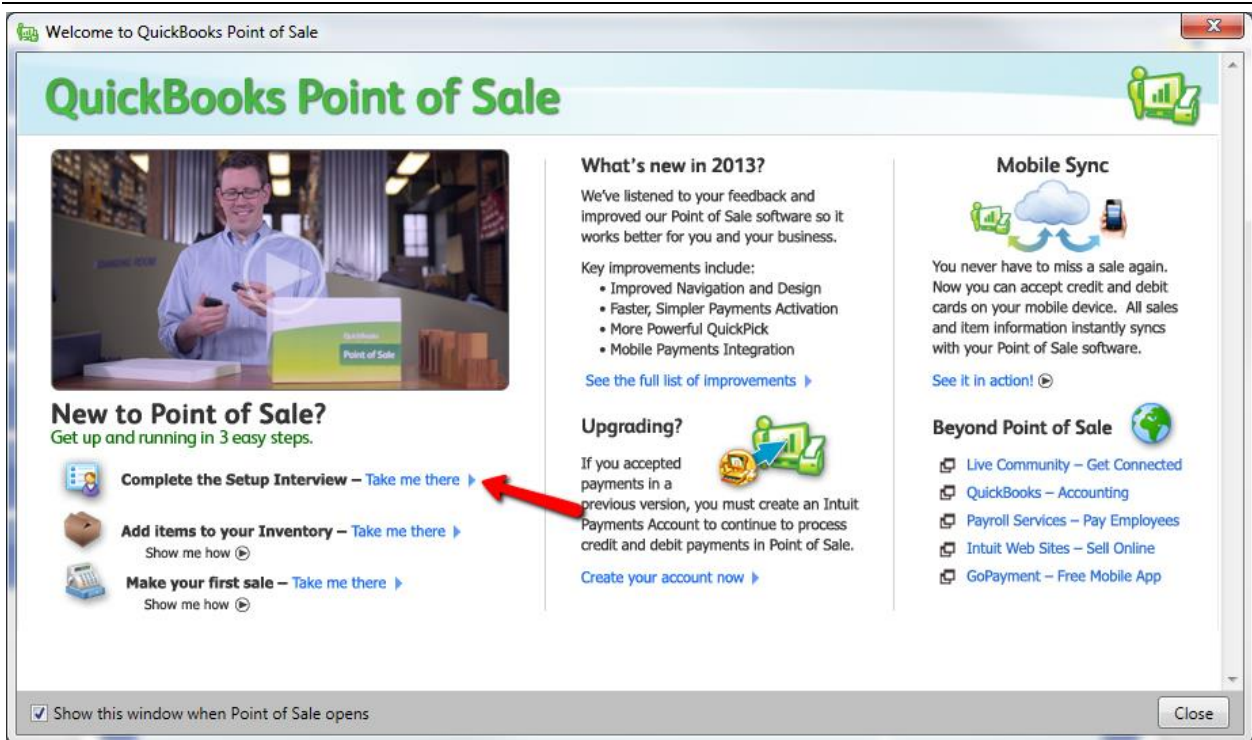 Welcome to QuickBooks Point of Sale
QuickBooks Point of Sale
QuickBooks
Point of Sale
New to Point of Sale?
Get up and running in 3 easy steps.
Complete the Setup Interview – Take me there
Add items to your Inventory – Take me there
Show me how
Make your first sale – Take me there
Show me how
What's new in 2013?
We've listened to your feedback and
improved our Point of Sale software so it
works better for you and your business.
Key improvements include:
• Improved Navigation and Design
• Faster, Simpler Payments Activation
• More Powerful QuickPick
• Mobile Payments Integration
See the full list of improvements
Upgrading?
If you accepted
payments in a
previous version, you must create an Intuit
Payments Account to continue to process
credit and debit payments in Point of Sale.
Create your account now
Mobile Sync
You never have to miss a sale again.
Now you can accept credit and debit
cards on your mobile device. All sales
and item information instantly syncs
with your Point of Sale software.
See it in action!
Beyond Point of Sale
Live Community – Get Connected
QuickBooks – Accounting
Payroll Services – Pay Employees
Intuit Web Sites – Sell Online
GoPayment – Free Mobile App
Show this window when Point of Sale opens
Close